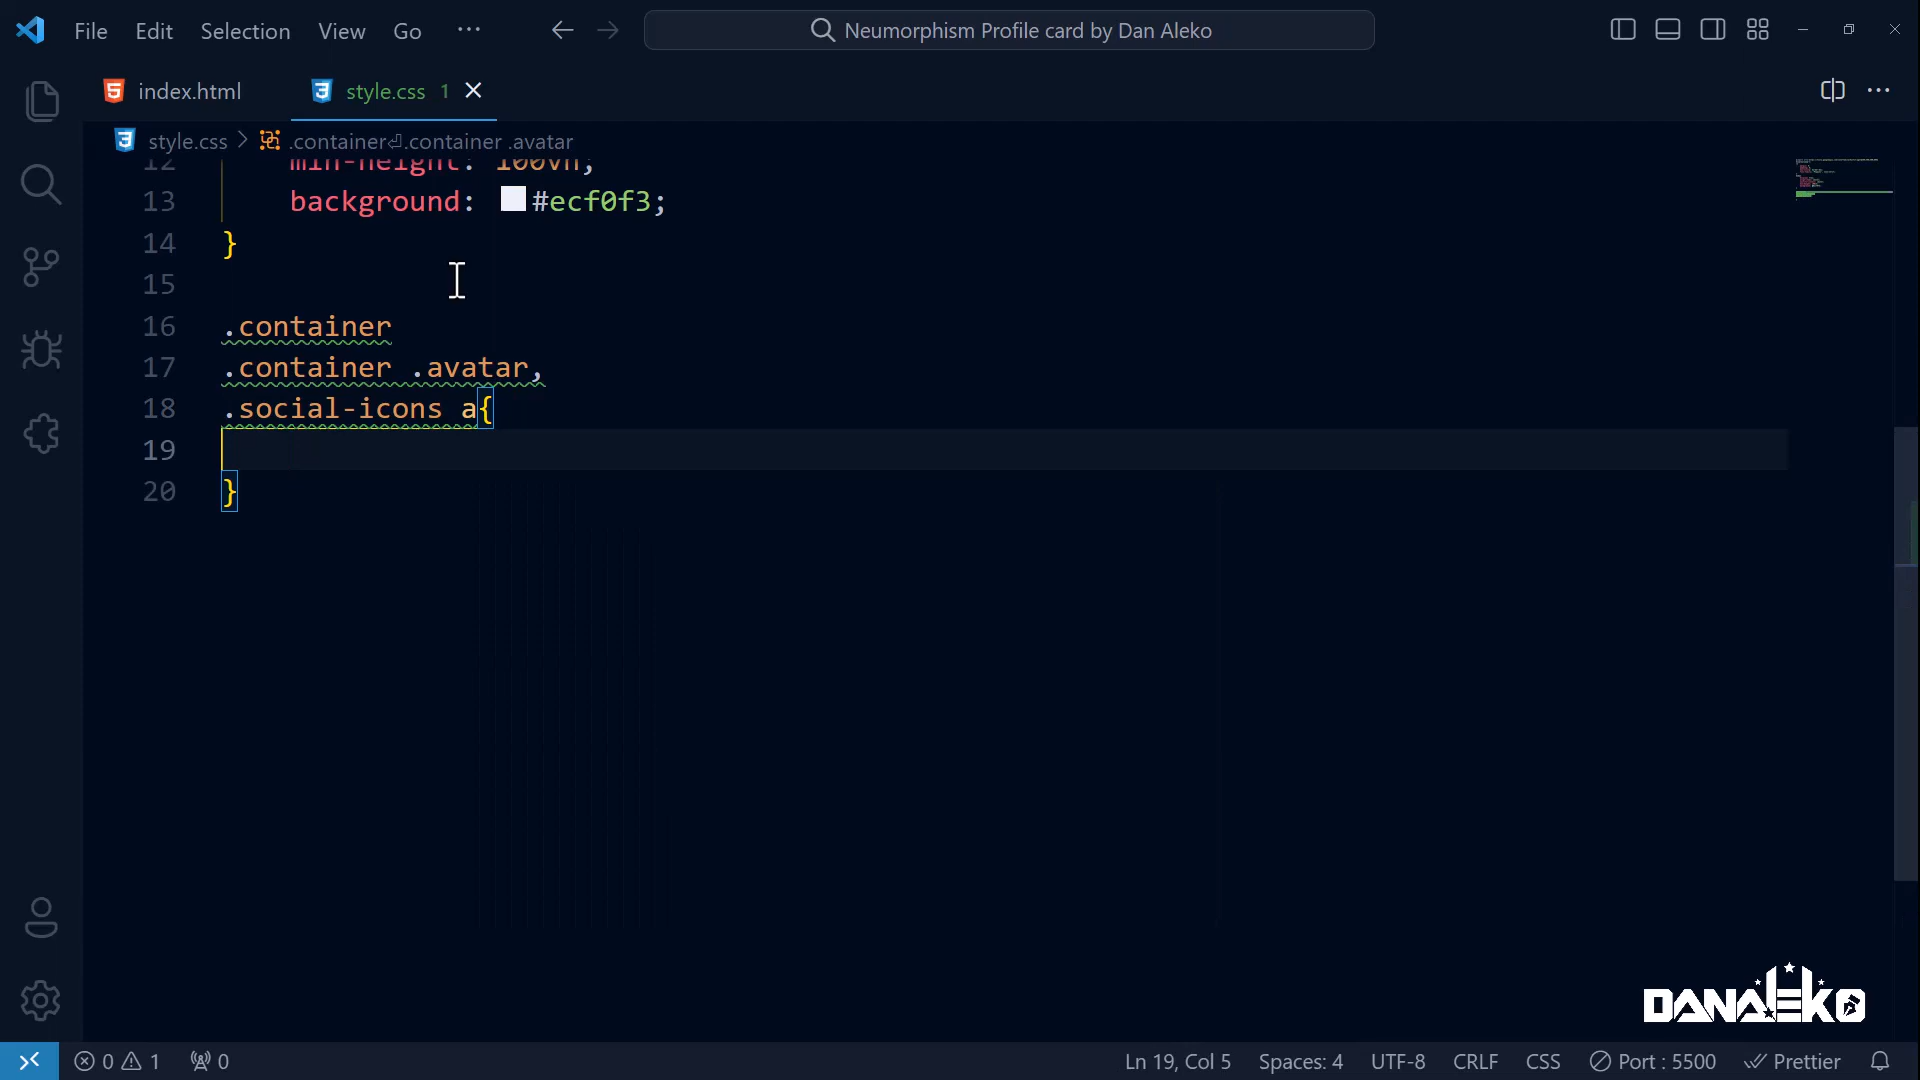 File Edit Selection View Go ··· Neumorphism Profile card by Dan Aleko
index.html style.css 1
style.css > .container⏎.container .avatar
12 min-height: 100vh;
13 background: #ecf0f3;
14 }
15
16 .container
17 .container .avatar,
18 .social-icons a{
19
20 }
DANALEKO
0 1 0 Ln 19, Col 5 Spaces: 4 UTF-8 CRLF CSS Port : 5500 Prettier